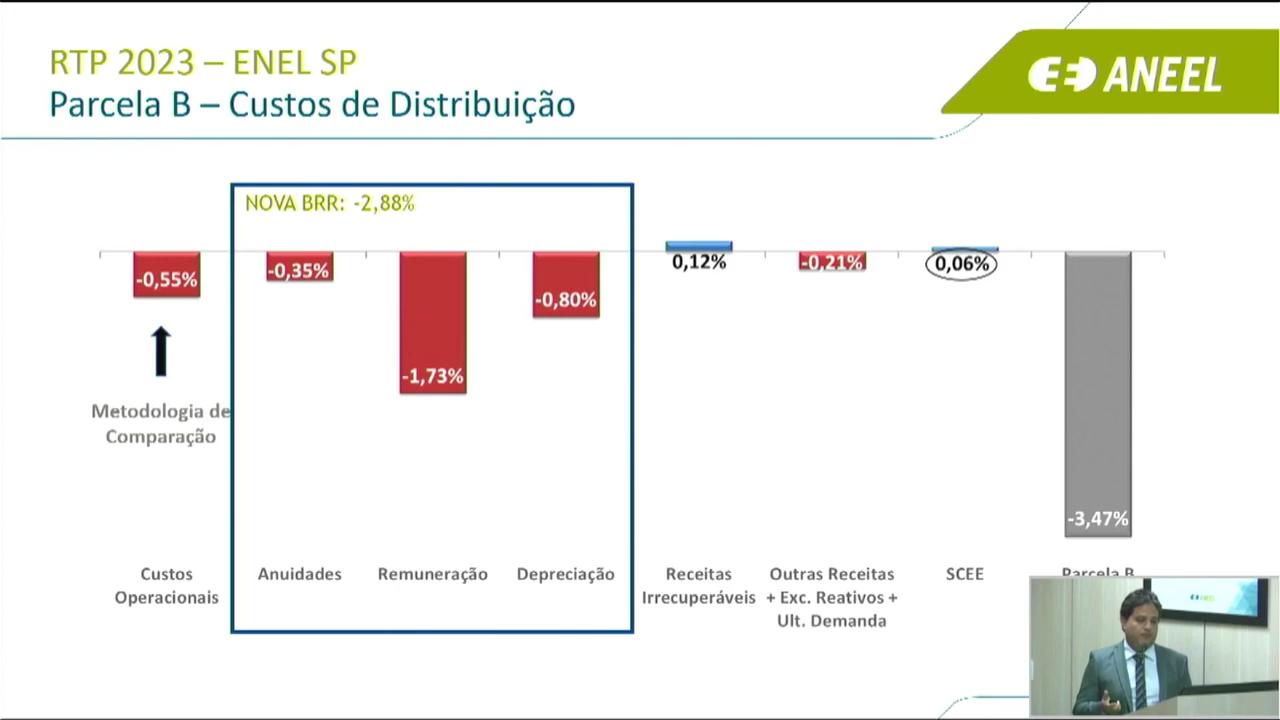 RTP 2023 – ENEL SP
Parcela B – Custos de Distribuição
ANEEL
NOVA BRR: -2,88%
-0,55%
-0,35%
-1,73%
-0,80%
0,12%
-0,21%
0,06%
-3,47%
Metodologia de
Comparação
Custos
Operacionais
Anuidades
Remuneração
Depreciação
Receitas
Irrecuperáveis
Outras Receitas
+ Exc. Reativos +
Ult. Demanda
SCEE
Parcela B
ANEEL